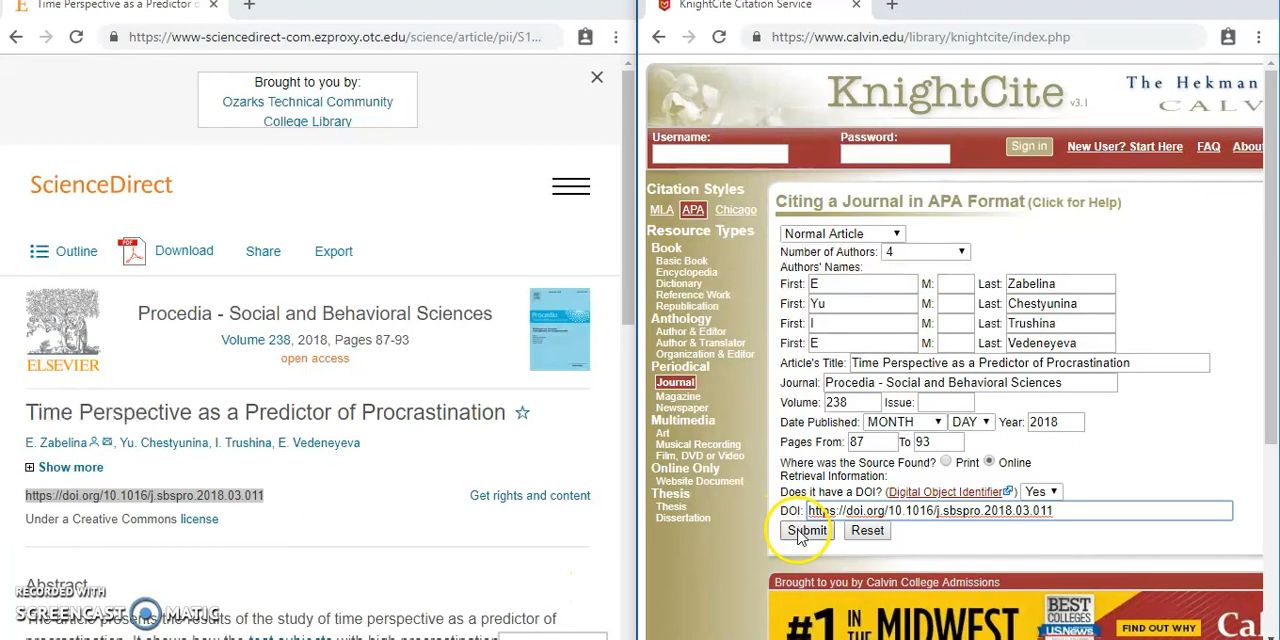 Time Perspective as a Predictor c
https://www-sciencedirect-com.ezproxy.otc.edu/science/article/pii/S1...
Brought to you by:
Ozarks Technical Community
College Library
ScienceDirect
Outline
PDF
Download
Share
Export
ELSEVIER
Procedia - Social and Behavioral Sciences
Volume 238, 2018, Pages 87-93
open access
Procedia
Time Perspective as a Predictor of Procrastination
E. Zabelina, Yu. Chestyunina, I. Trushina, E. Vedeneyeva
Show more
https://doi.org/10.1016/j.sbspro.2018.03.011
Get rights and content
Under a Creative Commons license
Abstract
RECORDED WITH
SCREENCAST MATIC
The article presents the results of the study of time perspective as a predictor of
KnightCite Citation Service
https://www.calvin.edu/library/knightcite/index.php
KnightCite v3.1
The Hekman
CALV
Username:
Password:
Sign in
New User? Start Here
FAQ
Abou
Citation Styles
MLA APA Chicago
Resource Types
Book
Basic Book
Encyclopedia
Dictionary
Reference Work
Republication
Anthology
Author & Editor
Author & Translator
Organization & Editor
Periodical
Journal
Magazine
Newspaper
Multimedia
Art
Musical Recording
Film, DVD or Video
Online Only
Website Document
Thesis
Thesis
Dissertation
Citing a Journal in APA Format (Click for Help)
Normal Article
Number of Authors: 4
Authors' Names:
First: E M: Last: Zabelina
First: Yu M: Last: Chestyunina
First: I M: Last: Trushina
First: E M: Last: Vedeneyeva
Article's Title: Time Perspective as a Predictor of Procrastination
Journal: Procedia - Social and Behavioral Sciences
Volume: 238 Issue:
Date Published: MONTH DAY Year: 2018
Pages From: 87 To 93
Where was the Source Found? Print Online
Retrieval Information:
Does it have a DOI? (Digital Object Identifier) Yes
DOI: https://doi.org/10.1016/j.sbspro.2018.03.011
Submit Reset
Brought to you by Calvin College Admissions
#1 IN THE MIDWEST
BEST
COLLEGES
U.S.News
FIND OUT WHY
Cal